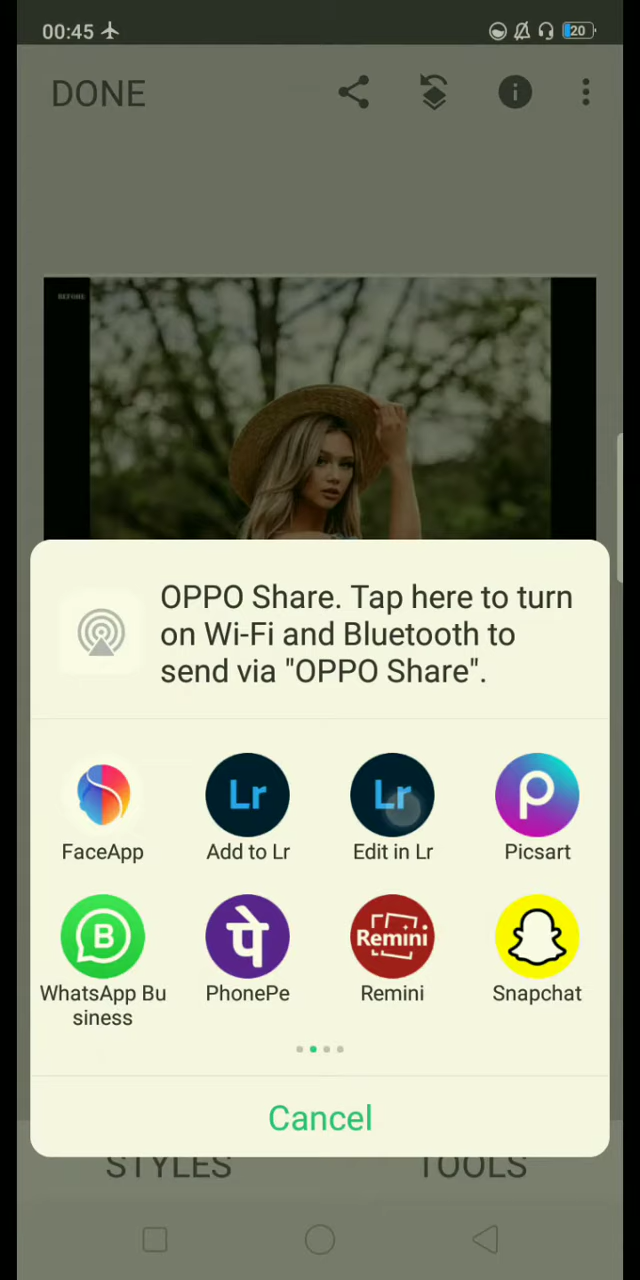 00:45
20
DONE
BEFORE
OPPO Share. Tap here to turn
on Wi-Fi and Bluetooth to
send via "OPPO Share".
Lr
Lr
FaceApp
Add to Lr
Edit in Lr
Picsart
B
पे
Remini
WhatsApp Bu
siness
PhonePe
Remini
Snapchat
Cancel
STYLES
TOOLS